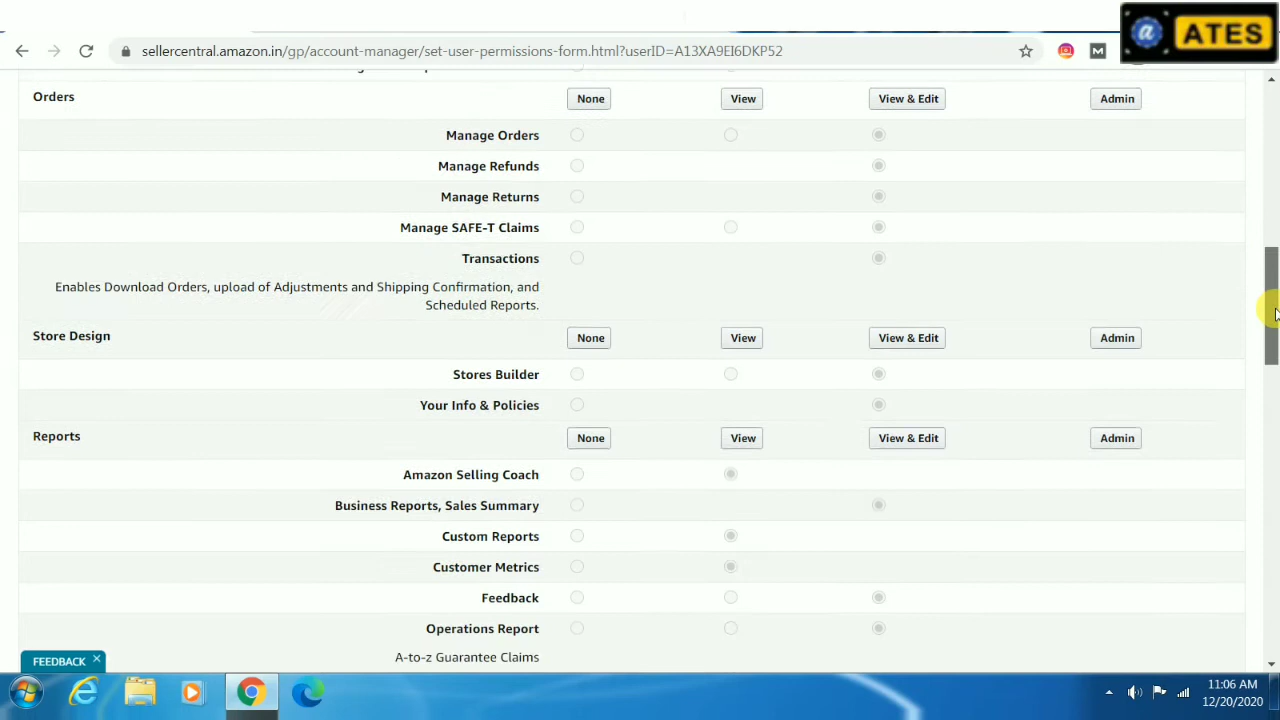 ATES
sellercentral.amazon.in/gp/account-manager/set-user-permissions-form.html?userID=A13XA9EI6DKP52
Orders None View View & Edit Admin
Manage Orders
Manage Refunds
Manage Returns
Manage SAFE-T Claims
Transactions
Enables Download Orders, upload of Adjustments and Shipping Confirmation, and
Scheduled Reports.
Store Design None View View & Edit Admin
Stores Builder
Your Info & Policies
Reports None View View & Edit Admin
Amazon Selling Coach
Business Reports, Sales Summary
Custom Reports
Customer Metrics
Feedback
Operations Report
A-to-z Guarantee Claims
FEEDBACK
11:06 AM
12/20/2020